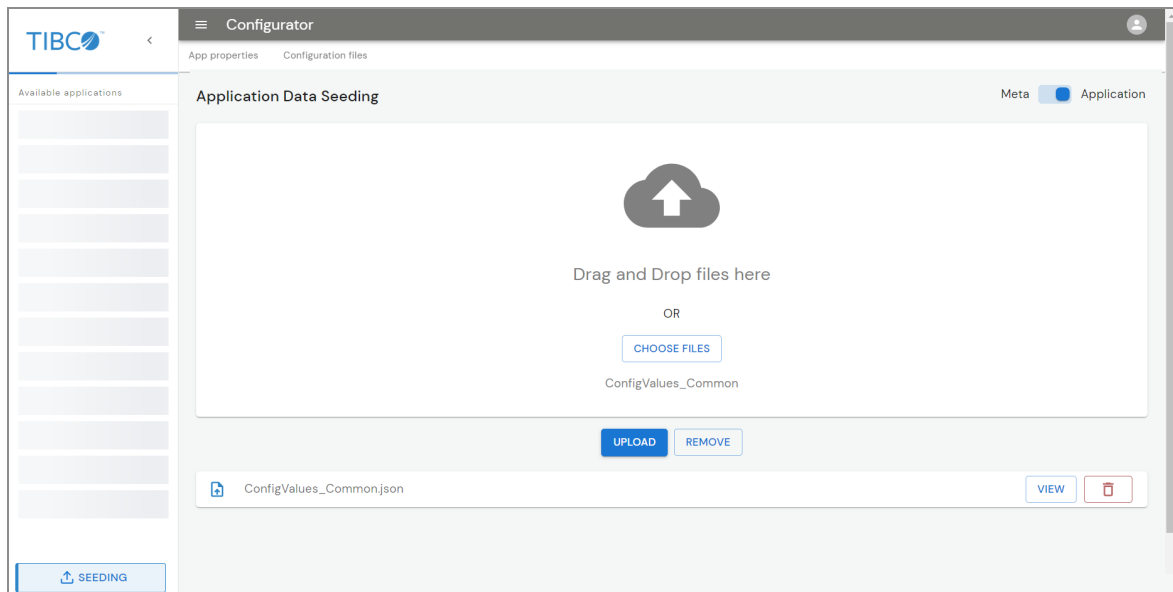 TIBCO™
Configurator
App properties Configuration files
Available applications
Application Data Seeding
Meta Application
Drag and Drop files here
OR
CHOOSE FILES
ConfigValues_Common
UPLOAD REMOVE
ConfigValues_Common.json
VIEW
SEEDING